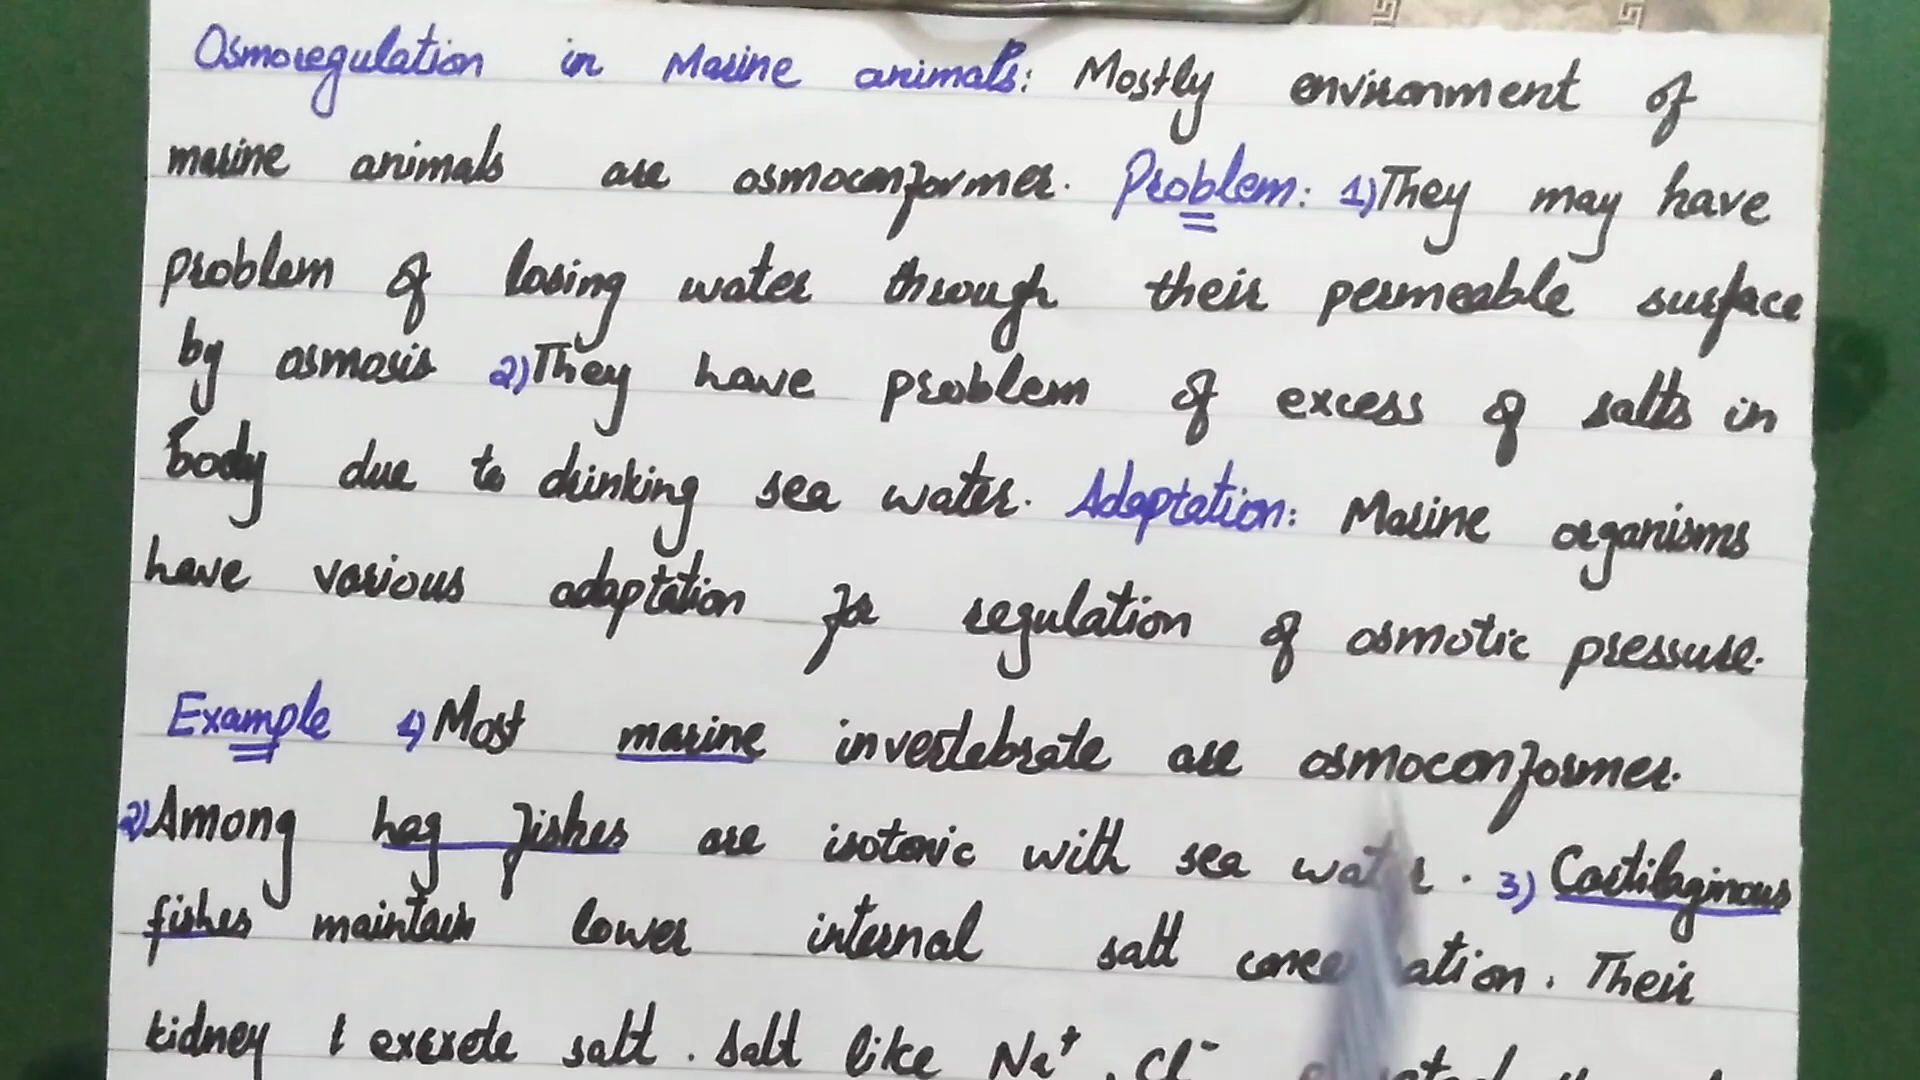 Osmoregulation in Marine animals: Mostly environment of
marine animals are osmoconformer. Problem: 1) They may have
problem of losing water through their permeable surface
by osmosis 2) They have problem of excess of salts in
body due to drinking sea water. Adaptation: Marine organisms
have various adaptation for regulation of osmotic pressure.
Example 1) Most marine invertebrate are osmoconformer.
2) Among hag fishes are isotonic with sea water. 3) Cartilaginous
fishes maintain lower internal salt concentration. Their
kidney excrete salt. Salt like Na+, Cl-